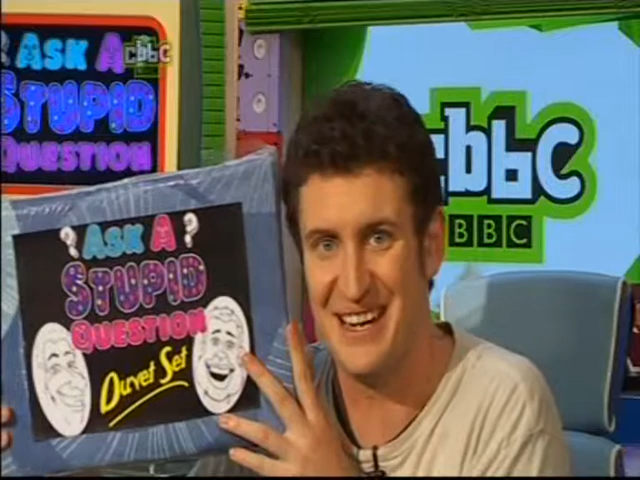 ? ASK A
STUPID
QUESTION
cbbc
cbbc
BBC
? ASK A ?
STUPID
QUESTION
Duvet Set